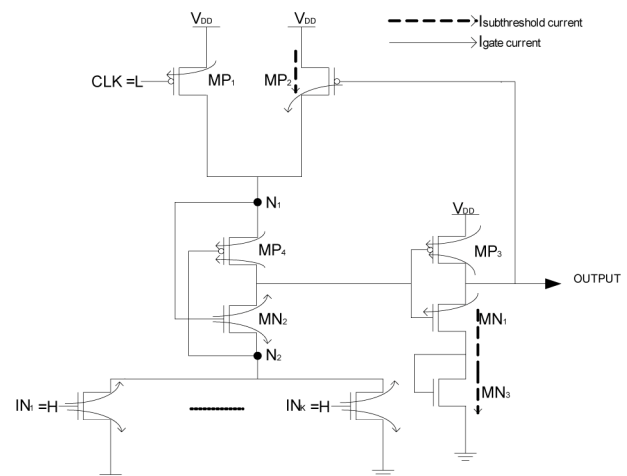 VDD
VDD
Isubthreshold current
Igate current
CLK =L
MP1
MP2
N1
VDD
MP4
MP3
OUTPUT
MN2
MN1
N2
MN3
IN1 =H
INK=H